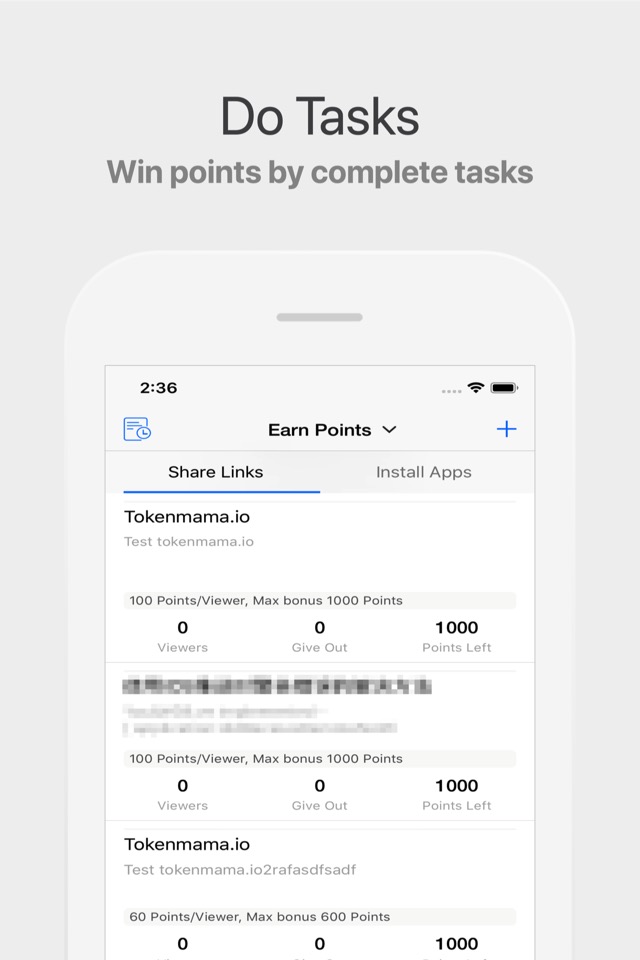 Do Tasks
Win points by complete tasks
2:36
Earn Points
Share Links Install Apps
Tokenmama.io
Test tokenmama.io
100 Points/Viewer, Max bonus 1000 Points
0 0 1000
Viewers Give Out Points Left
100 Points/Viewer, Max bonus 1000 Points
0 0 1000
Viewers Give Out Points Left
Tokenmama.io
Test tokenmama.io2rafasdfsadf
60 Points/Viewer, Max bonus 600 Points
0 0 1000